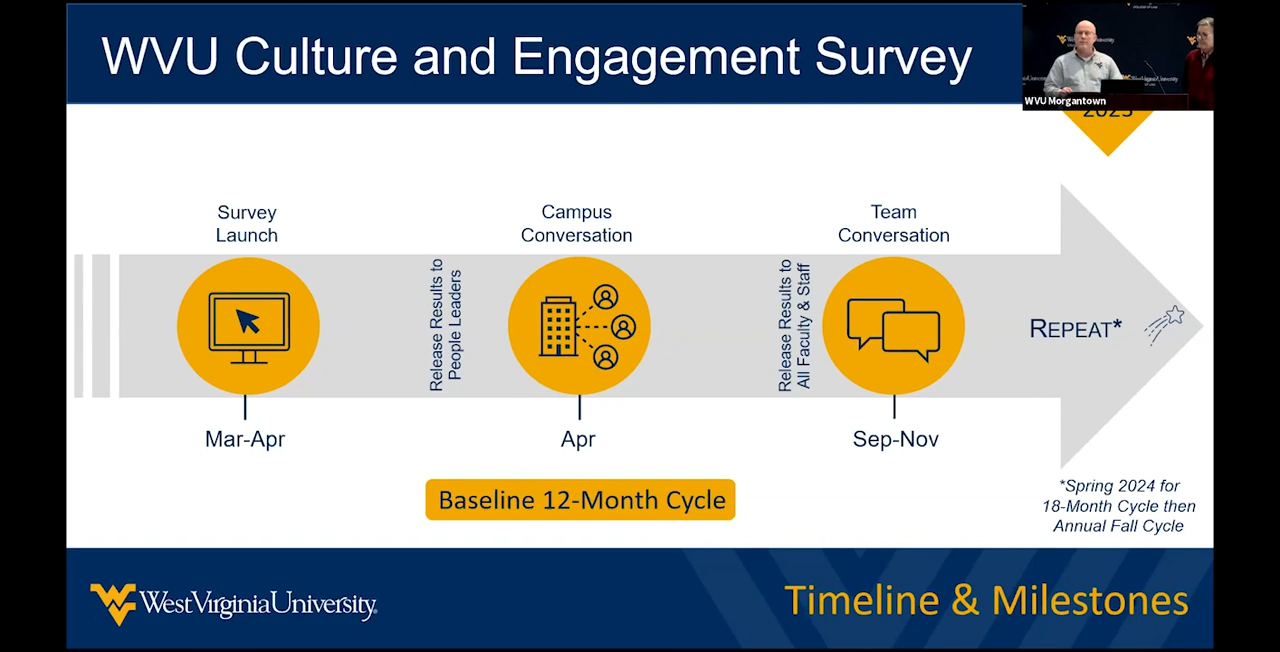 WVU Culture and Engagement Survey
WVU Morgantown
Survey
Launch
Campus
Conversation
Team
Conversation
Release Results to
People Leaders
Release Results to
All Faculty & Staff
REPEAT*
Mar-Apr
Apr
Sep-Nov
Baseline 12-Month Cycle
*Spring 2024 for
18-Month Cycle then
Annual Fall Cycle
West Virginia University
Timeline & Milestones